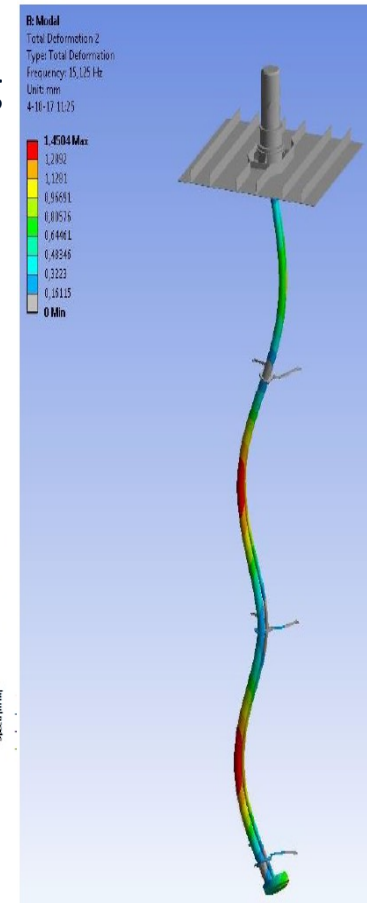 B: Modal
Total Deformation 2
Type: Total Deformation
Frequency: 15,125 Hz
Unit: mm
4-10-17 11:25
1,4504 Max
1,2892
1,1281
0,96691
0,80576
0,64461
0,48346
0,3223
0,16115
0 Min